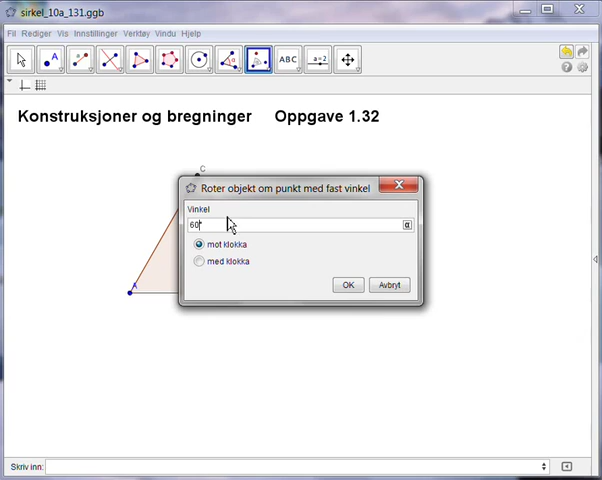 sirkel_10a_131.ggb
Fil Rediger Vis Innstillinger Verktøy Vindu Hjelp
A α ABC a=2
Konstruksjoner og bregninger Oppgave 1.32
C
Roter objekt om punkt med fast vinkel
Vinkel
60° α
mot klokka
med klokka
OK Avbryt
A
Skriv inn: